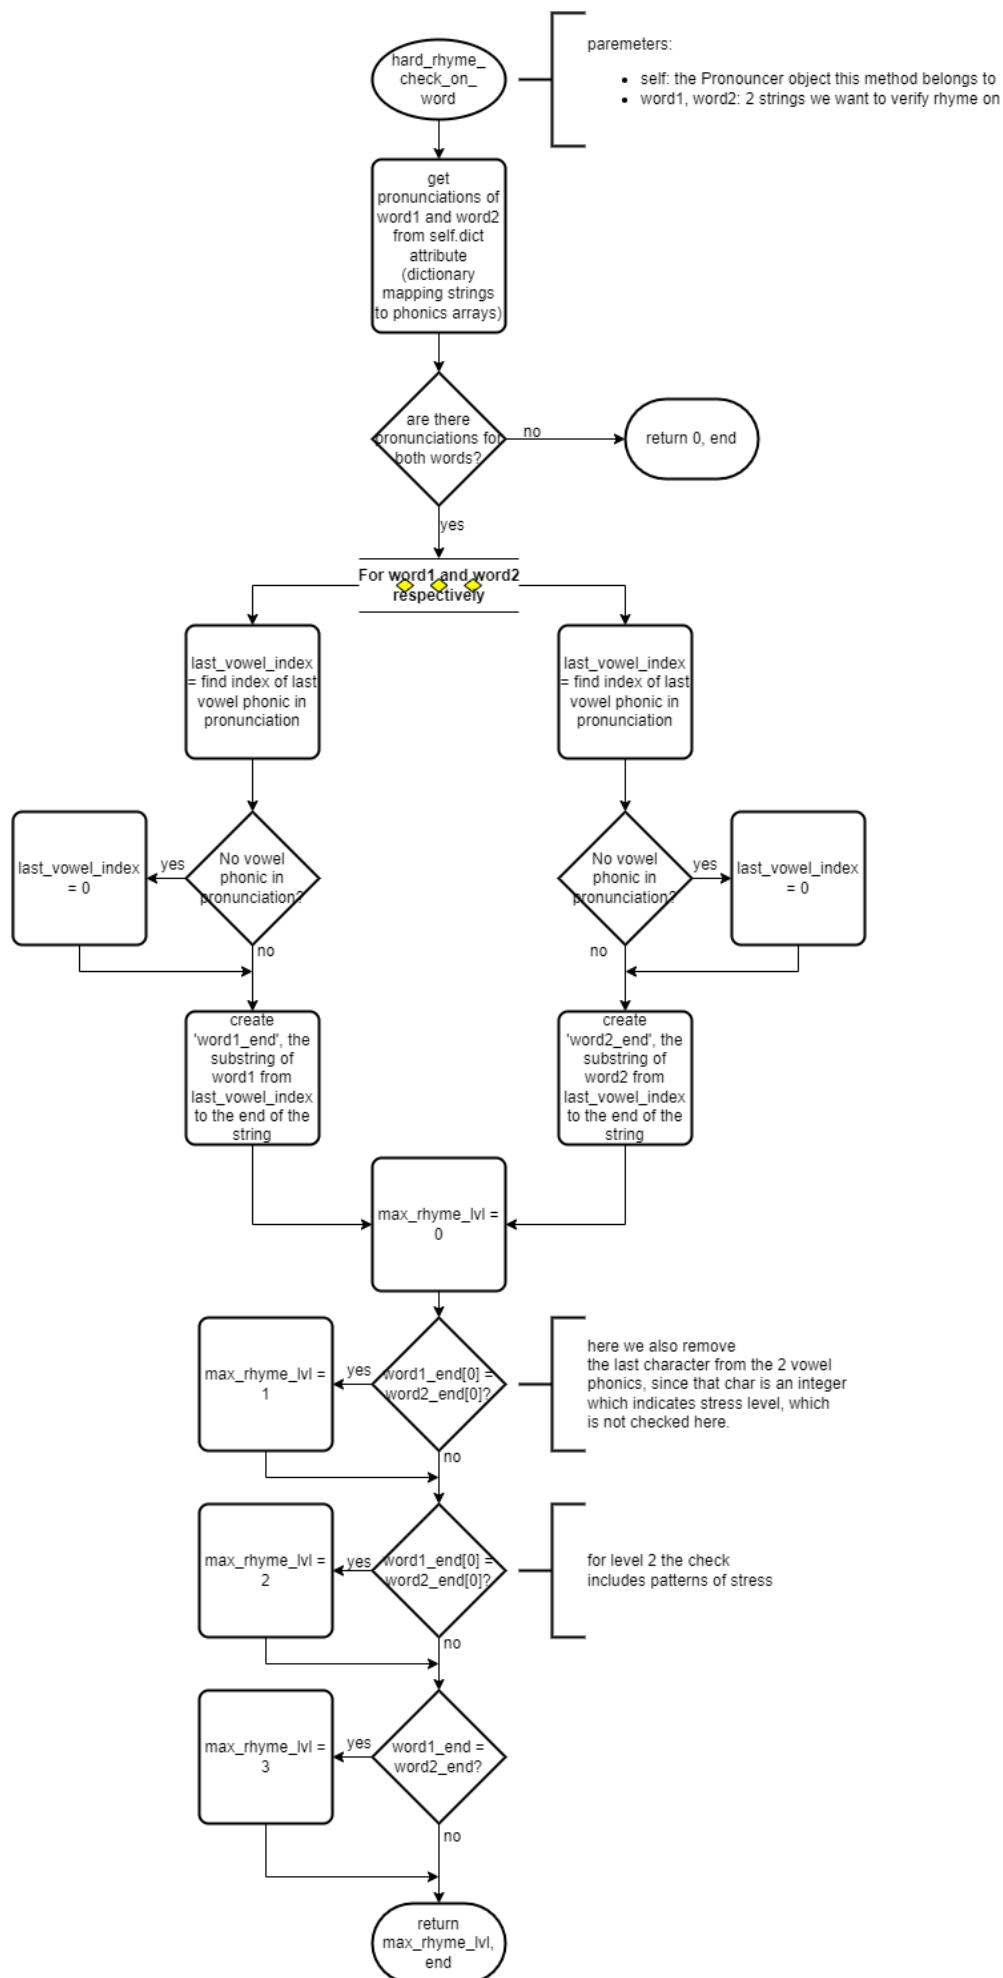 hard_rhyme_
check_on_
word
paremeters:
self: the Pronouncer object this method belongs to
word1, word2: 2 strings we want to verify rhyme on
get
pronunciations of
word1 and word2
from self.dict
attribute
(dictionary
mapping strings
to phonics arrays)
are there
pronunciations for
both words?
no
return 0, end
yes
For word1 and word2
respectively
last_vowel_index
= find index of last
vowel phonic in
pronunciation
last_vowel_index
= find index of last
vowel phonic in
pronunciation
last_vowel_index
= 0
yes
No vowel
phonic in
pronunciation?
no
No vowel
phonic in
pronunciation?
yes
last_vowel_index
= 0
no
create
'word1_end', the
substring of
word1 from
last_vowel_index
to the end of the
string
create
'word2_end', the
substring of
word2 from
last_vowel_index
to the end of the
string
max_rhyme_lvl =
0
max_rhyme_lvl =
1
yes
word1_end[0] =
word2_end[0]?
here we also remove
the last character from the 2 vowel
phonics, since that char is an integer
which indicates stress level, which
is not checked here.
no
max_rhyme_lvl =
2
yes
word1_end[0] =
word2_end[0]?
for level 2 the check
includes patterns of stress
no
max_rhyme_lvl =
3
yes
word1_end =
word2_end?
no
return
max_rhyme_lvl,
end